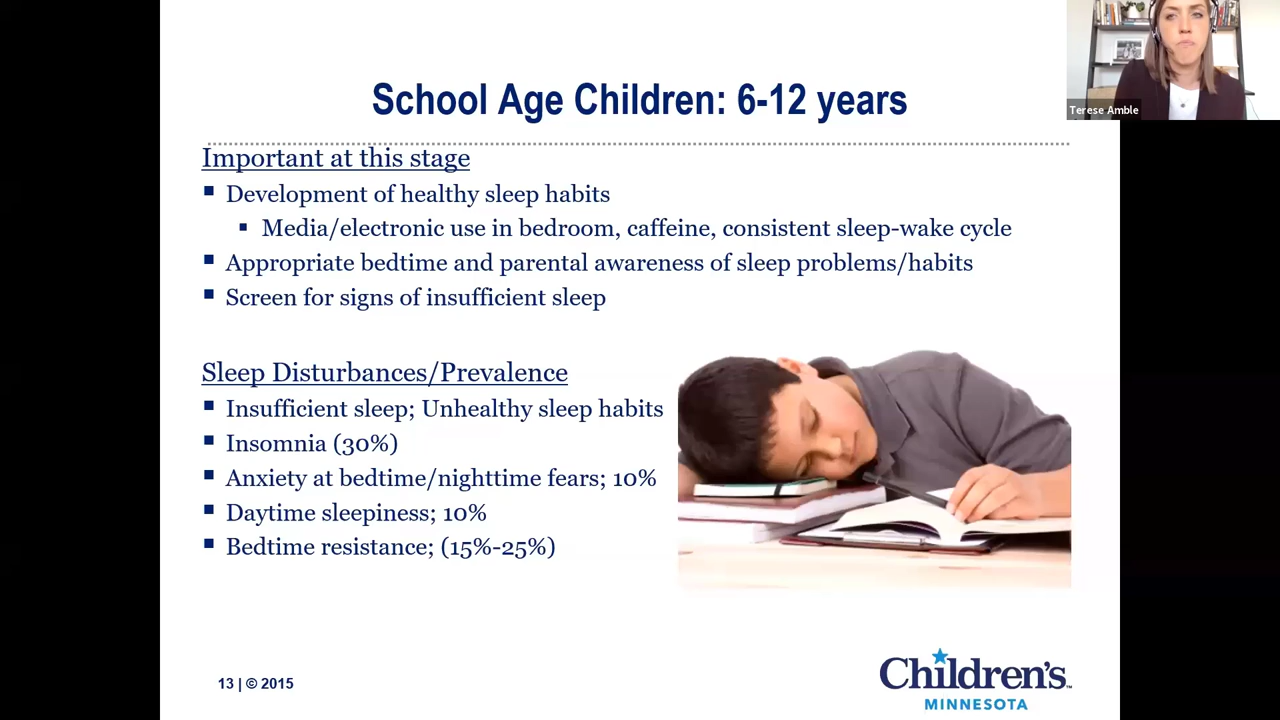 School Age Children: 6-12 years
Terese Amble
Important at this stage
Development of healthy sleep habits
Media/electronic use in bedroom, caffeine, consistent sleep-wake cycle
Appropriate bedtime and parental awareness of sleep problems/habits
Screen for signs of insufficient sleep
Sleep Disturbances/Prevalence
Insufficient sleep; Unhealthy sleep habits
Insomnia (30%)
Anxiety at bedtime/nighttime fears; 10%
Daytime sleepiness; 10%
Bedtime resistance; (15%-25%)
13 | © 2015
Children's™
MINNESOTA